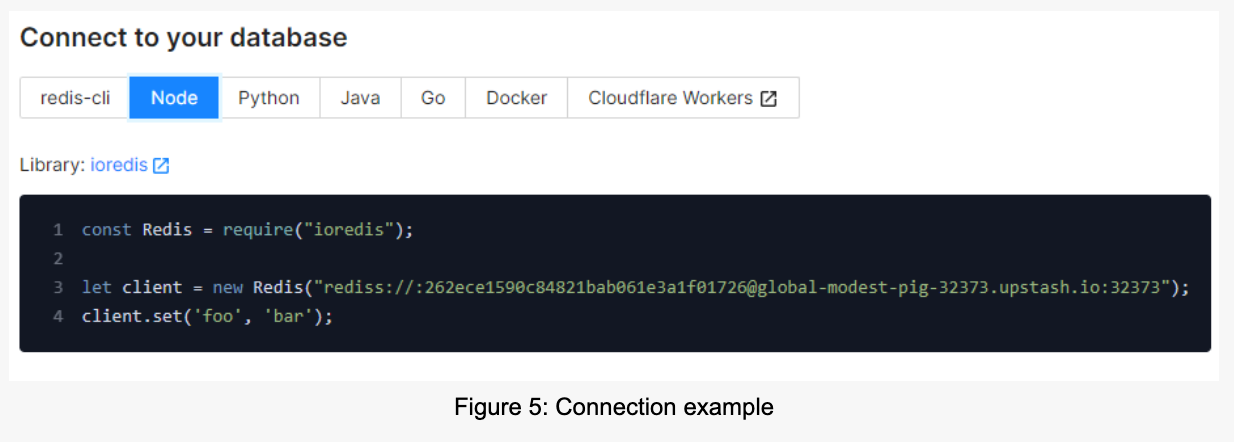 Connect to your database
redis-cli Node Python Java Go Docker Cloudflare Workers
Library: ioredis
1 const Redis = require("ioredis");
2
3 let client = new Redis("rediss://:262ece1590c84821bab061e3a1f01726@global-modest-pig-32373.upstash.io:32373");
4 client.set('foo', 'bar');
Figure 5: Connection example